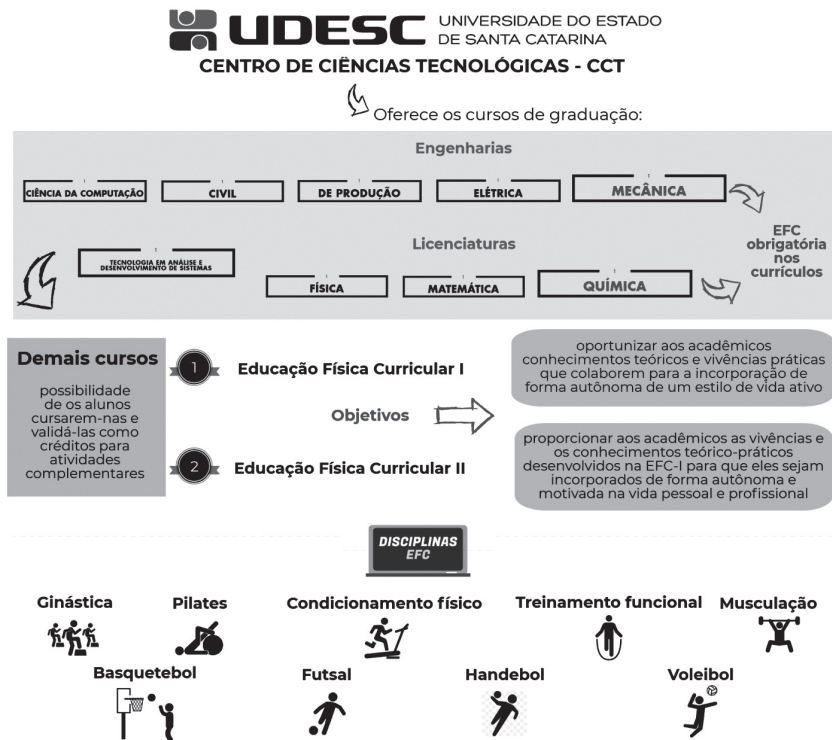 UDESC UNIVERSIDADE DO ESTADO
DE SANTA CATARINA
CENTRO DE CIÊNCIAS TECNOLÓGICAS - CCT
Oferece os cursos de graduação:
Engenharias
CIÊNCIA DA COMPUTAÇÃO
CIVIL
DE PRODUÇÃO
ELÉTRICA
MECÂNICA
EFC
obrigatória
nos
currículos
TECNOLOGIA EM ANÁLISE E
DESENVOLVIMENTO DE SISTEMAS
Licenciaturas
FÍSICA
MATEMÁTICA
QUÍMICA
Demais cursos
possibilidade
de os alunos
cursarem-nas e
validá-las como
créditos para
atividades
complementares
1 Educação Física Curricular I
Objetivos
2 Educação Física Curricular II
oportunizar aos acadêmicos
conhecimentos teóricos e vivências práticas
que colaborem para a incorporação de
forma autônoma de um estilo de vida ativo
proporcionar aos acadêmicos as vivências e
os conhecimentos teórico-práticos
desenvolvidos na EFC-I para que eles sejam
incorporados de forma autônoma e
motivada na vida pessoal e profissional
DISCIPLINAS
EFC
Ginástica
Pilates
Condicionamento físico
Treinamento funcional
Musculação
Basquetebol
Futsal
Handebol
Voleibol